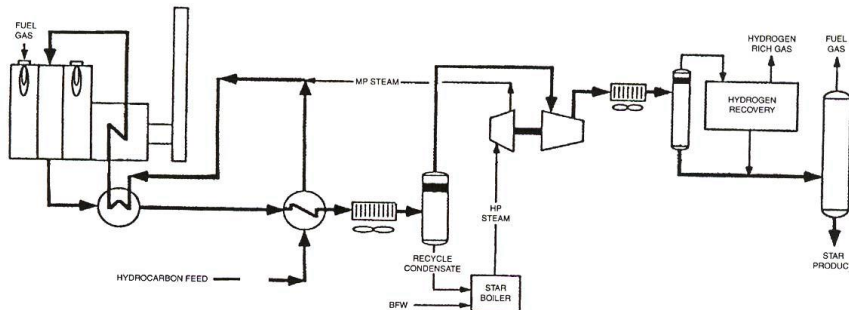 FUEL
GAS
MP STEAM
HYDROCARBON FEED
RECYCLE
CONDENSATE
BFW
STAR
BOILER
HP
STEAM
HYDROGEN
RICH GAS
HYDROGEN
RECOVERY
FUEL
GAS
STAR
PRODUC